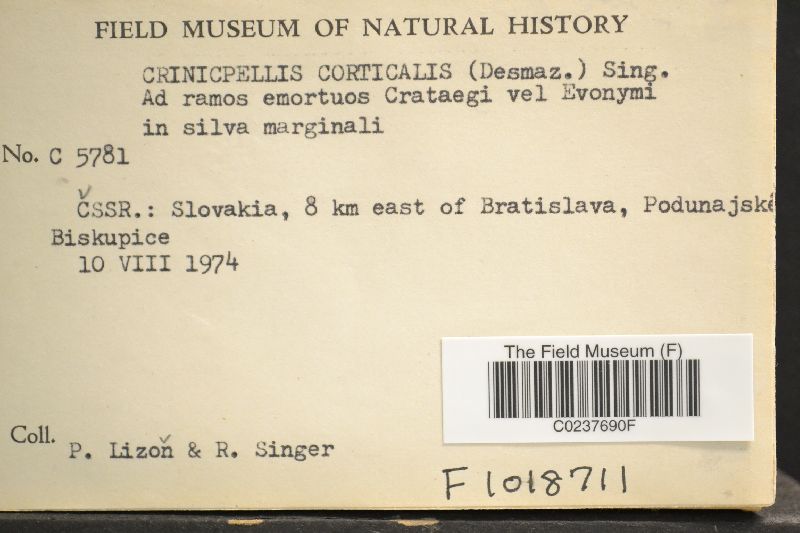 FIELD MUSEUM OF NATURAL HISTORY
CRINICPELLIS CORTICALIS (Desmaz.) Sing.
Ad ramos emortuos Crataegi vel Evonymi
in silva marginali
No. C 5781
ČSSR.: Slovakia, 8 km east of Bratislava, Podunajské
Biskupice
10 VIII 1974
The Field Museum (F)
C0237690F
Coll. P. Lizoň & R. Singer
F1018711